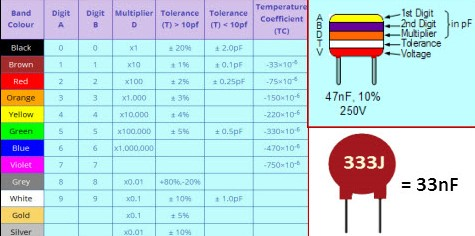 Band Colour Digit A Digit B Multiplier D Tolerance (T) > 10pf Tolerance (T) < 10pf Temperature Coefficient (TC)
Black 0 0 x1 ± 20% ± 2.0pF
Brown 1 1 x10 ± 1% ± 0.1pF -33×10⁻⁶
Red 2 2 x100 ± 2% ± 0.25pF -75×10⁻⁶
Orange 3 3 x1,000 ± 3% -150×10⁻⁶
Yellow 4 4 x10,000 ± 4% -220×10⁻⁶
Green 5 5 x100,000 ± 5% ± 0.5pF -330×10⁻⁶
Blue 6 6 x1,000,000 -470×10⁻⁶
Violet 7 7 -750×10⁻⁶
Grey 8 8 x0.01 +80%,-20%
White 9 9 x0.1 ± 10% ± 1.0pF
Gold x0.1 ± 5%
Silver x0.01 ± 10%
A 1st Digit
B 2nd Digit
D Multiplier
in pF
T Tolerance
V Voltage
47nF, 10%
250V
333J = 33nF